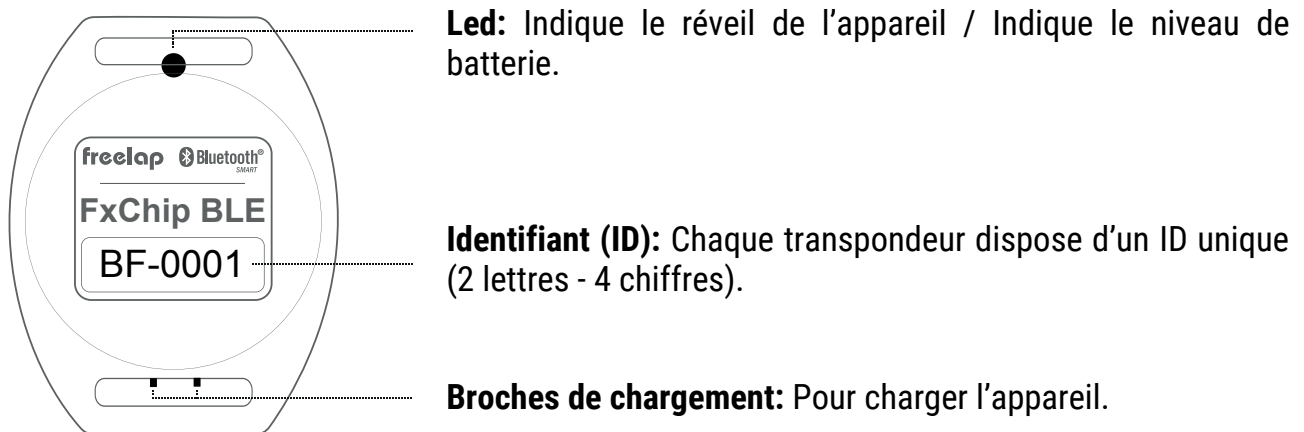 Led: Indique le réveil de l’appareil / Indique le niveau de
batterie.
freelap Bluetooth®
SMART
FxChip BLE
BF-0001
Identifiant (ID): Chaque transpondeur dispose d’un ID unique
(2 lettres - 4 chiffres).
Broches de chargement: Pour charger l’appareil.